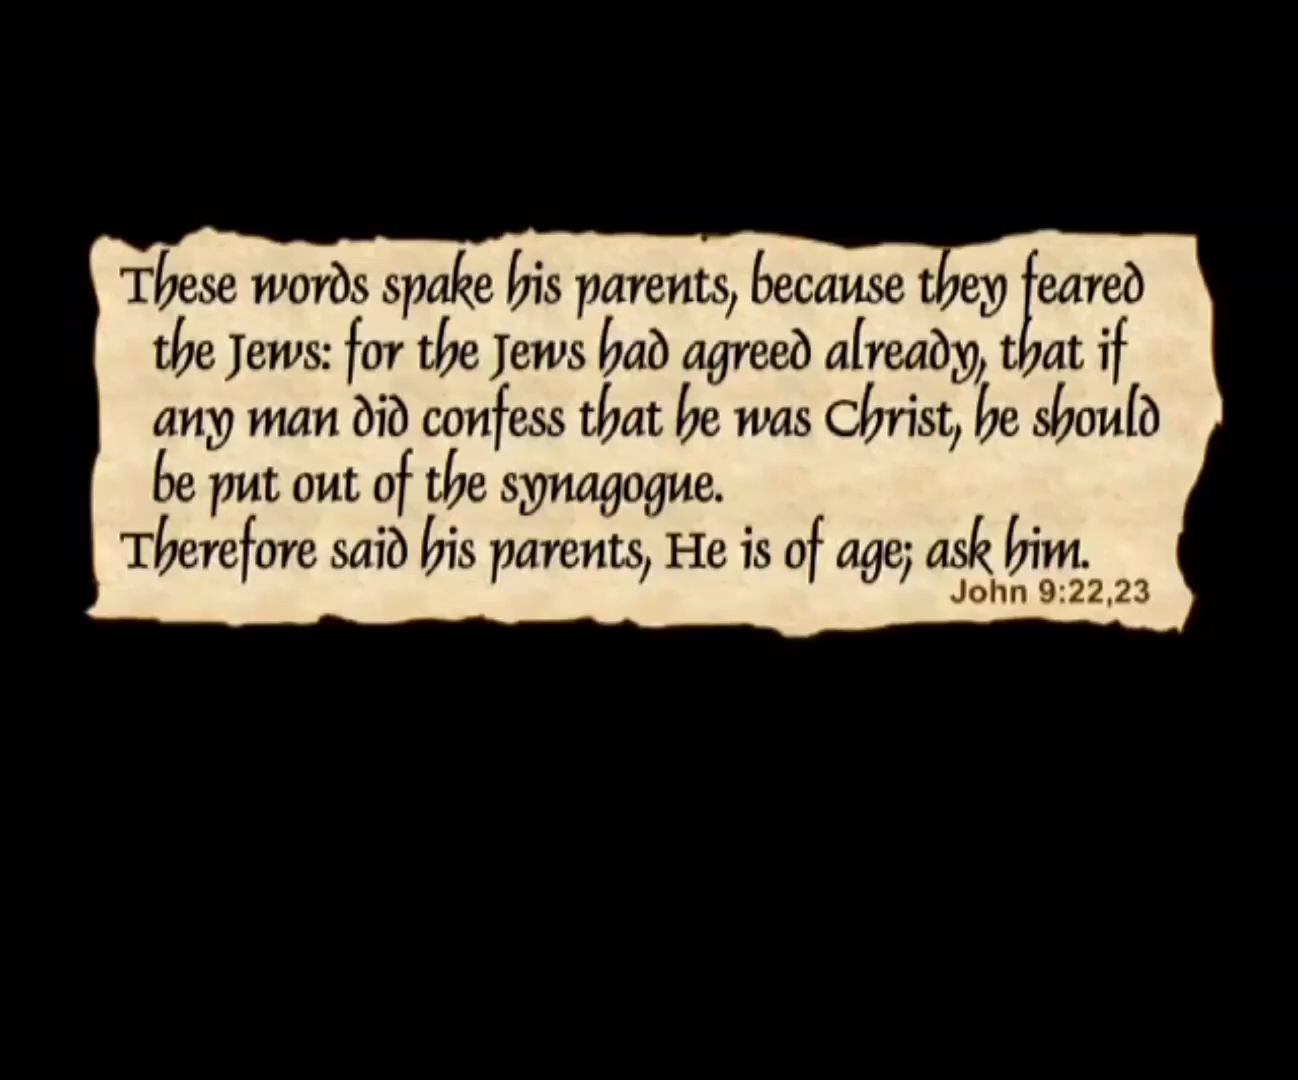 These words spake his parents, because they feared
the Jews: for the Jews had agreed already, that if
any man did confess that he was Christ, he should
be put out of the synagogue.
Therefore said his parents, He is of age; ask him.
John 9:22,23